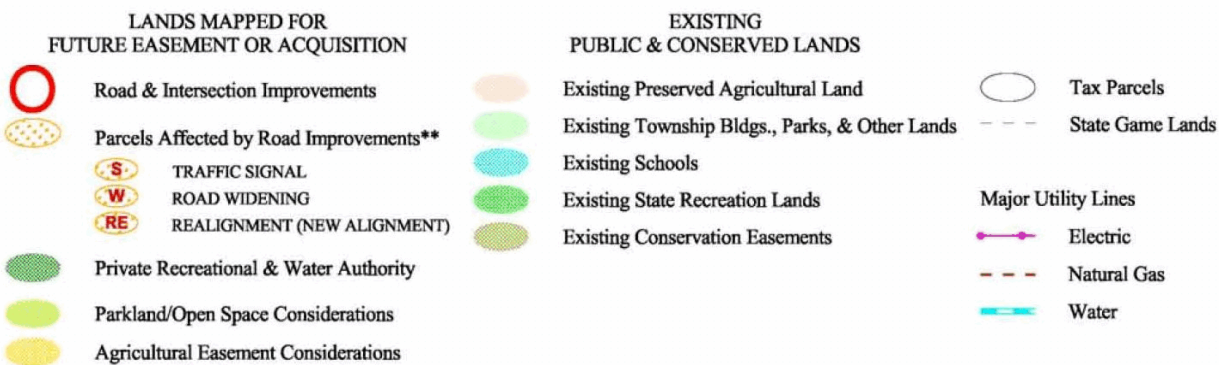 LANDS MAPPED FOR
FUTURE EASEMENT OR ACQUISITION
Road & Intersection Improvements
Parcels Affected by Road Improvements**
S TRAFFIC SIGNAL
W ROAD WIDENING
RE REALIGNMENT (NEW ALIGNMENT)
Private Recreational & Water Authority
Parkland/Open Space Considerations
Agricultural Easement Considerations
EXISTING
PUBLIC & CONSERVED LANDS
Existing Preserved Agricultural Land
Existing Township Bldgs., Parks, & Other Lands
Existing Schools
Existing State Recreation Lands
Existing Conservation Easements
Tax Parcels
State Game Lands
Major Utility Lines
Electric
Natural Gas
Water